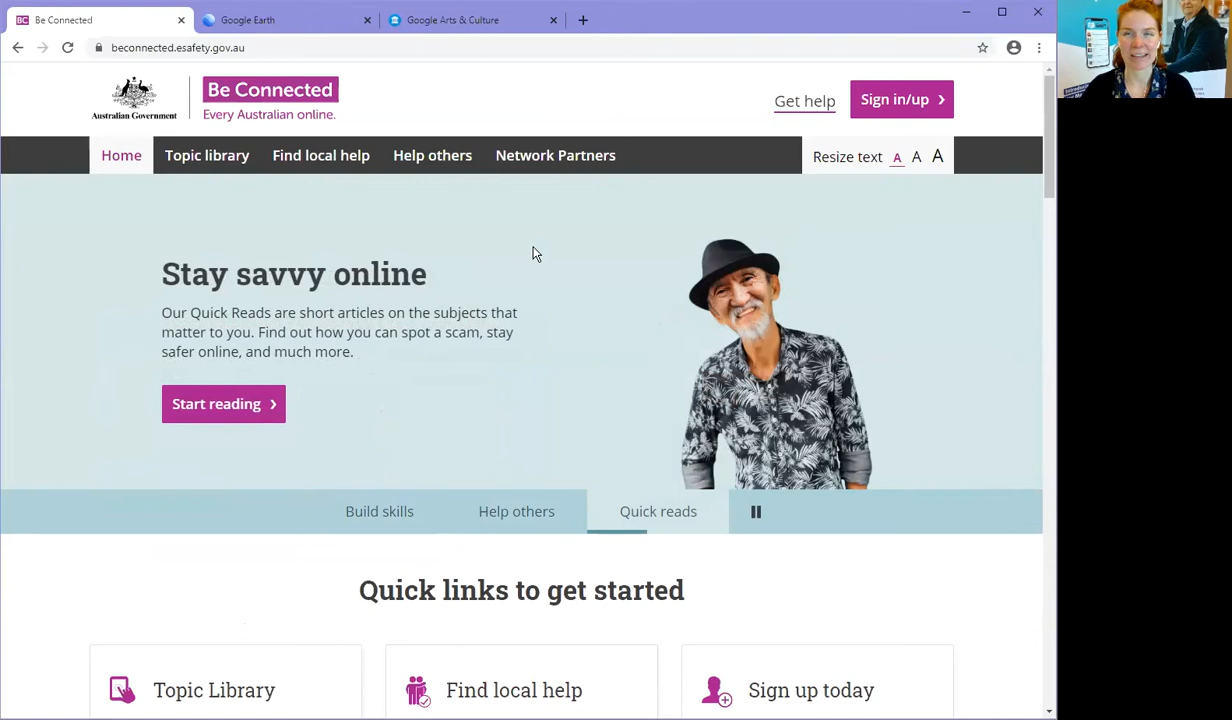 Be Connected
Google Earth
Google Arts & Culture
beconnected.esafety.gov.au
Australian Government
Be Connected
Every Australian online.
Get help
Sign in/up
Home
Topic library
Find local help
Help others
Network Partners
Resize text A A A
Stay savvy online
Our Quick Reads are short articles on the subjects that
matter to you. Find out how you can spot a scam, stay
safer online, and much more.
Start reading
Build skills
Help others
Quick reads
Quick links to get started
Topic Library
Find local help
Sign up today